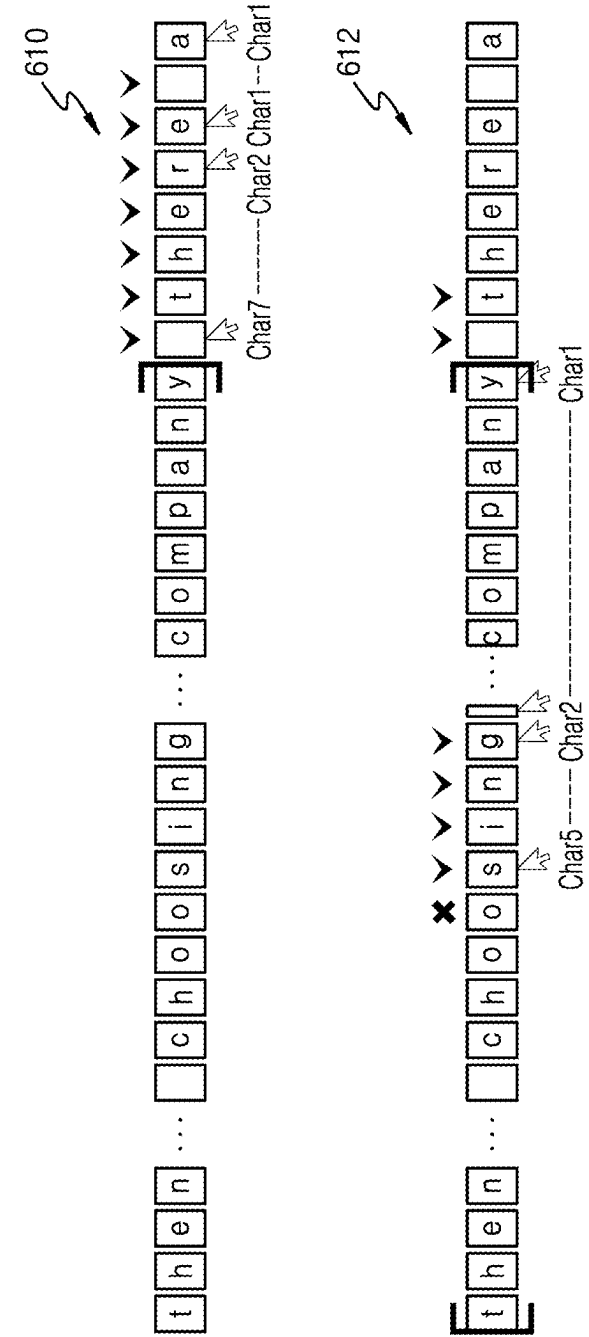 610
t h e n ... c h o o s i n g ... c o m p a n y ] t h e r e a
Char7 --------Char2 Char1 --Char1
612
[ t h e n ... c h o o s i n g ... c o m p a n y ] t h e r e a
Char5 -----Char2 --------------------Char1